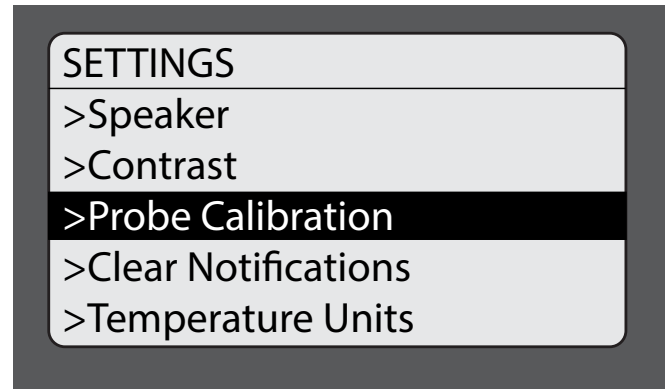 SETTINGS
>Speaker
>Contrast
>Probe Calibration
>Clear Notifications
>Temperature Units